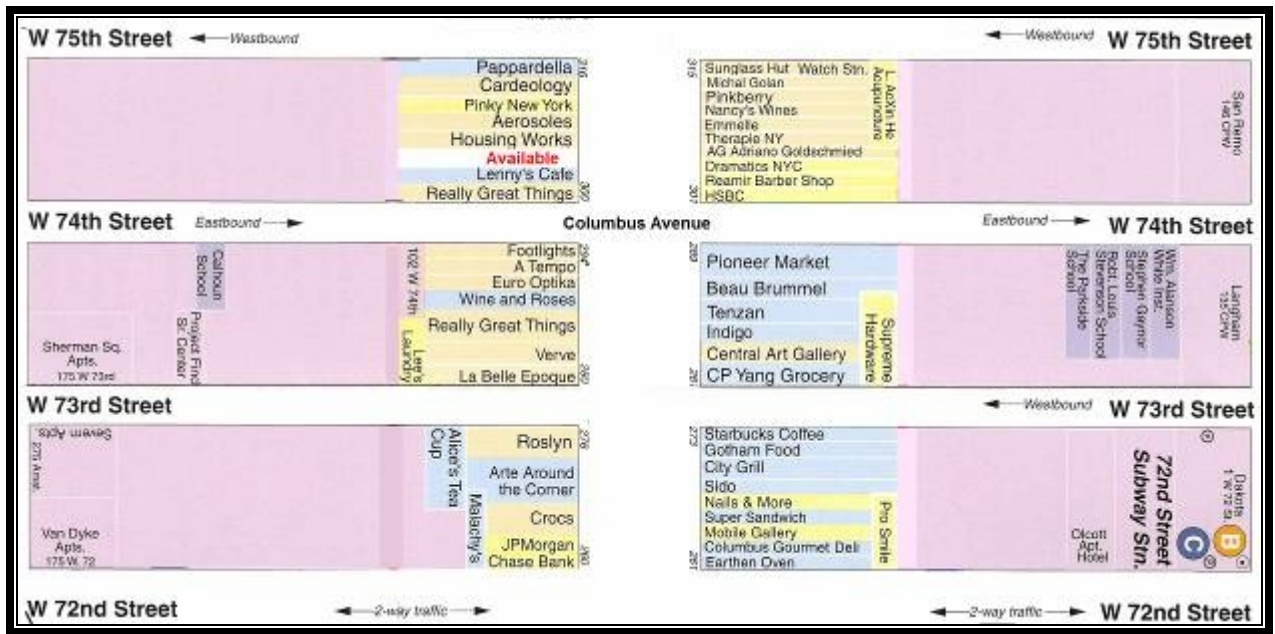 W 75th Street
Westbound
Westbound
W 75th Street
Pappardella
316
Cardeology
Pinky New York
Aerosoles
Housing Works
Available
Lenny's Cafe
Really Great Things
300
315
Sunglass Hut Watch Stn.
Michal Golan
Pinkberry
Nancy's Wines
Emmelle
Therapie NY
AG Adriano Goldschmied
Dramatics NYC
Reamir Barber Shop
HSBC
301
L. AoXin He
Acupuncture
San Remo
146 CPW
W 74th Street
Eastbound
Columbus Avenue
Eastbound
W 74th Street
Calhoun
School
Project Find
Sr. Center
Sherman Sq.
Apts.
175 W 73rd
102 W 74th
Lee's
Laundry
Footlights
A Tempo
Euro Optika
Wine and Roses
Really Great Things
Verve
La Belle Epoque
Pioneer Market
Beau Brummel
Tenzan
Indigo
Central Art Gallery
CP Yang Grocery
281
Supreme
Hardware
The Parkside
School
Robt. Louis
Stevenson School
Stephen Gaynor
School
Wm. Alanson
White Inst.
Langham
135 CPW
W 73rd Street
Westbound
W 73rd Street
Severn Apts.
275 Amst.
Van Dyke
Apts.
175 W. 72
Alice's Tea
Cup
Malachy's
Roslyn
Arte Around
the Corner
Crocs
JPMorgan
Chase Bank
273
Starbucks Coffee
Gotham Food
City Grill
Sido
Nails & More
Super Sandwich
Mobile Gallery
Columbus Gourmet Deli
Earthen Oven
261
Pro Smile
Olcott
Apt.
Hotel
72nd Street
Subway Stn.
C
B
Dakota
1 W 72 St.
W 72nd Street
2-way traffic
2-way traffic
W 72nd Street